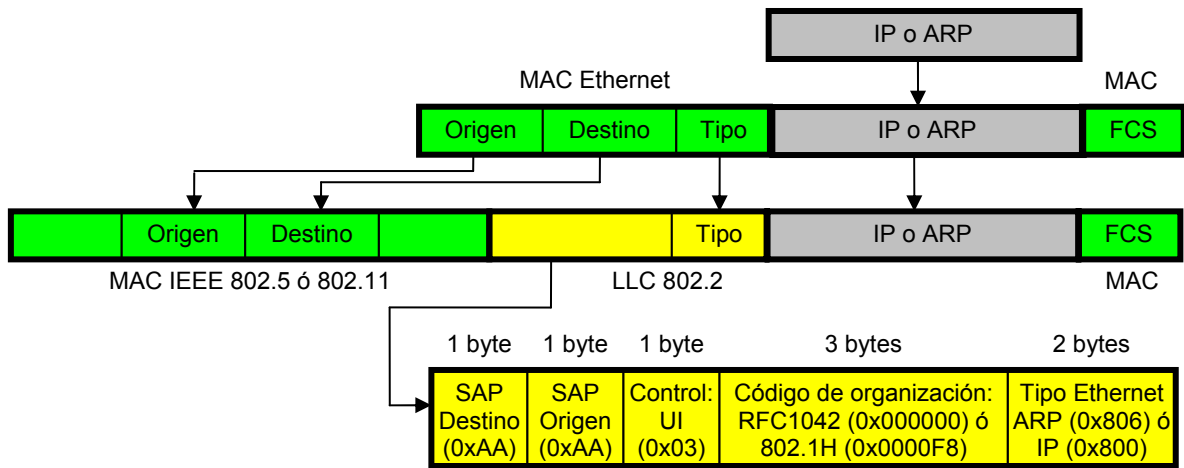 IP o ARP
MAC Ethernet
MAC
Origen
Destino
Tipo
IP o ARP
FCS
Origen
Destino
Tipo
IP o ARP
FCS
MAC IEEE 802.5 ó 802.11
LLC 802.2
MAC
1 byte
1 byte
1 byte
3 bytes
2 bytes
SAP
Destino
(0xAA)
SAP
Origen
(0xAA)
Control:
UI
(0x03)
Código de organización:
RFC1042 (0x000000) ó
802.1H (0x0000F8)
Tipo Ethernet
ARP (0x806) ó
IP (0x800)